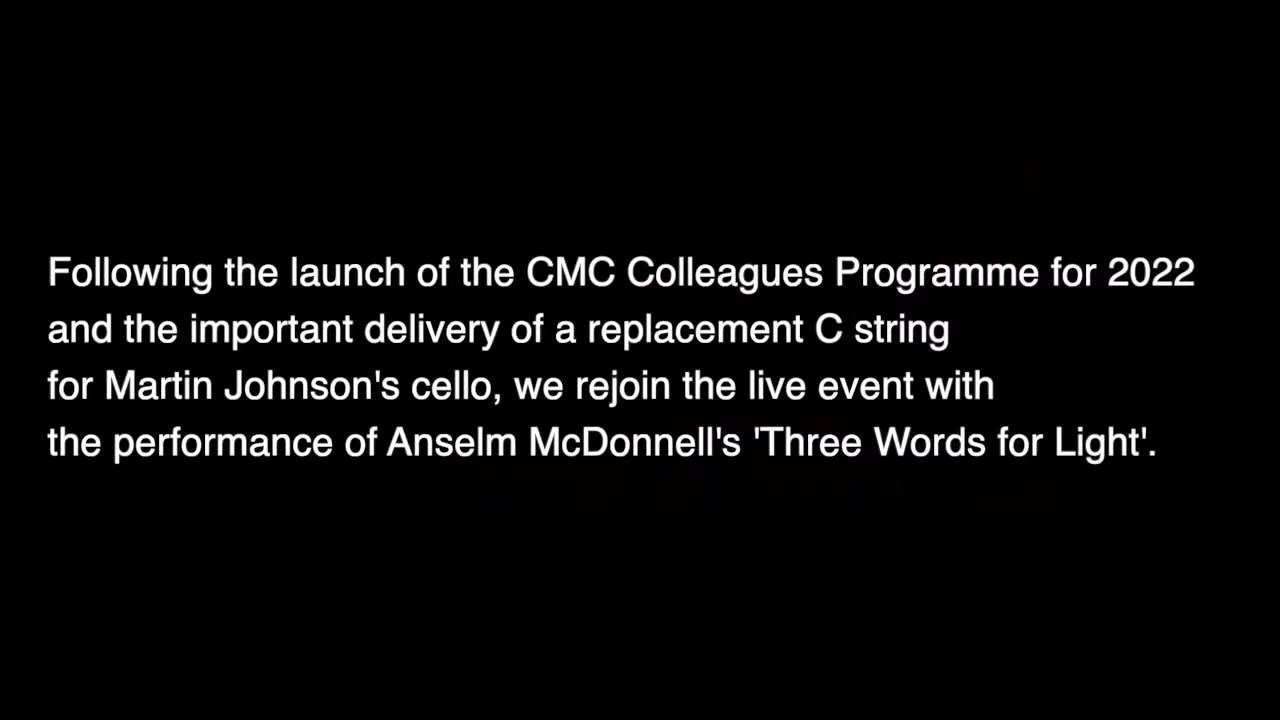 Following the launch of the CMC Colleagues Programme for 2022
and the important delivery of a replacement C string
for Martin Johnson's cello, we rejoin the live event with
the performance of Anselm McDonnell's 'Three Words for Light'.